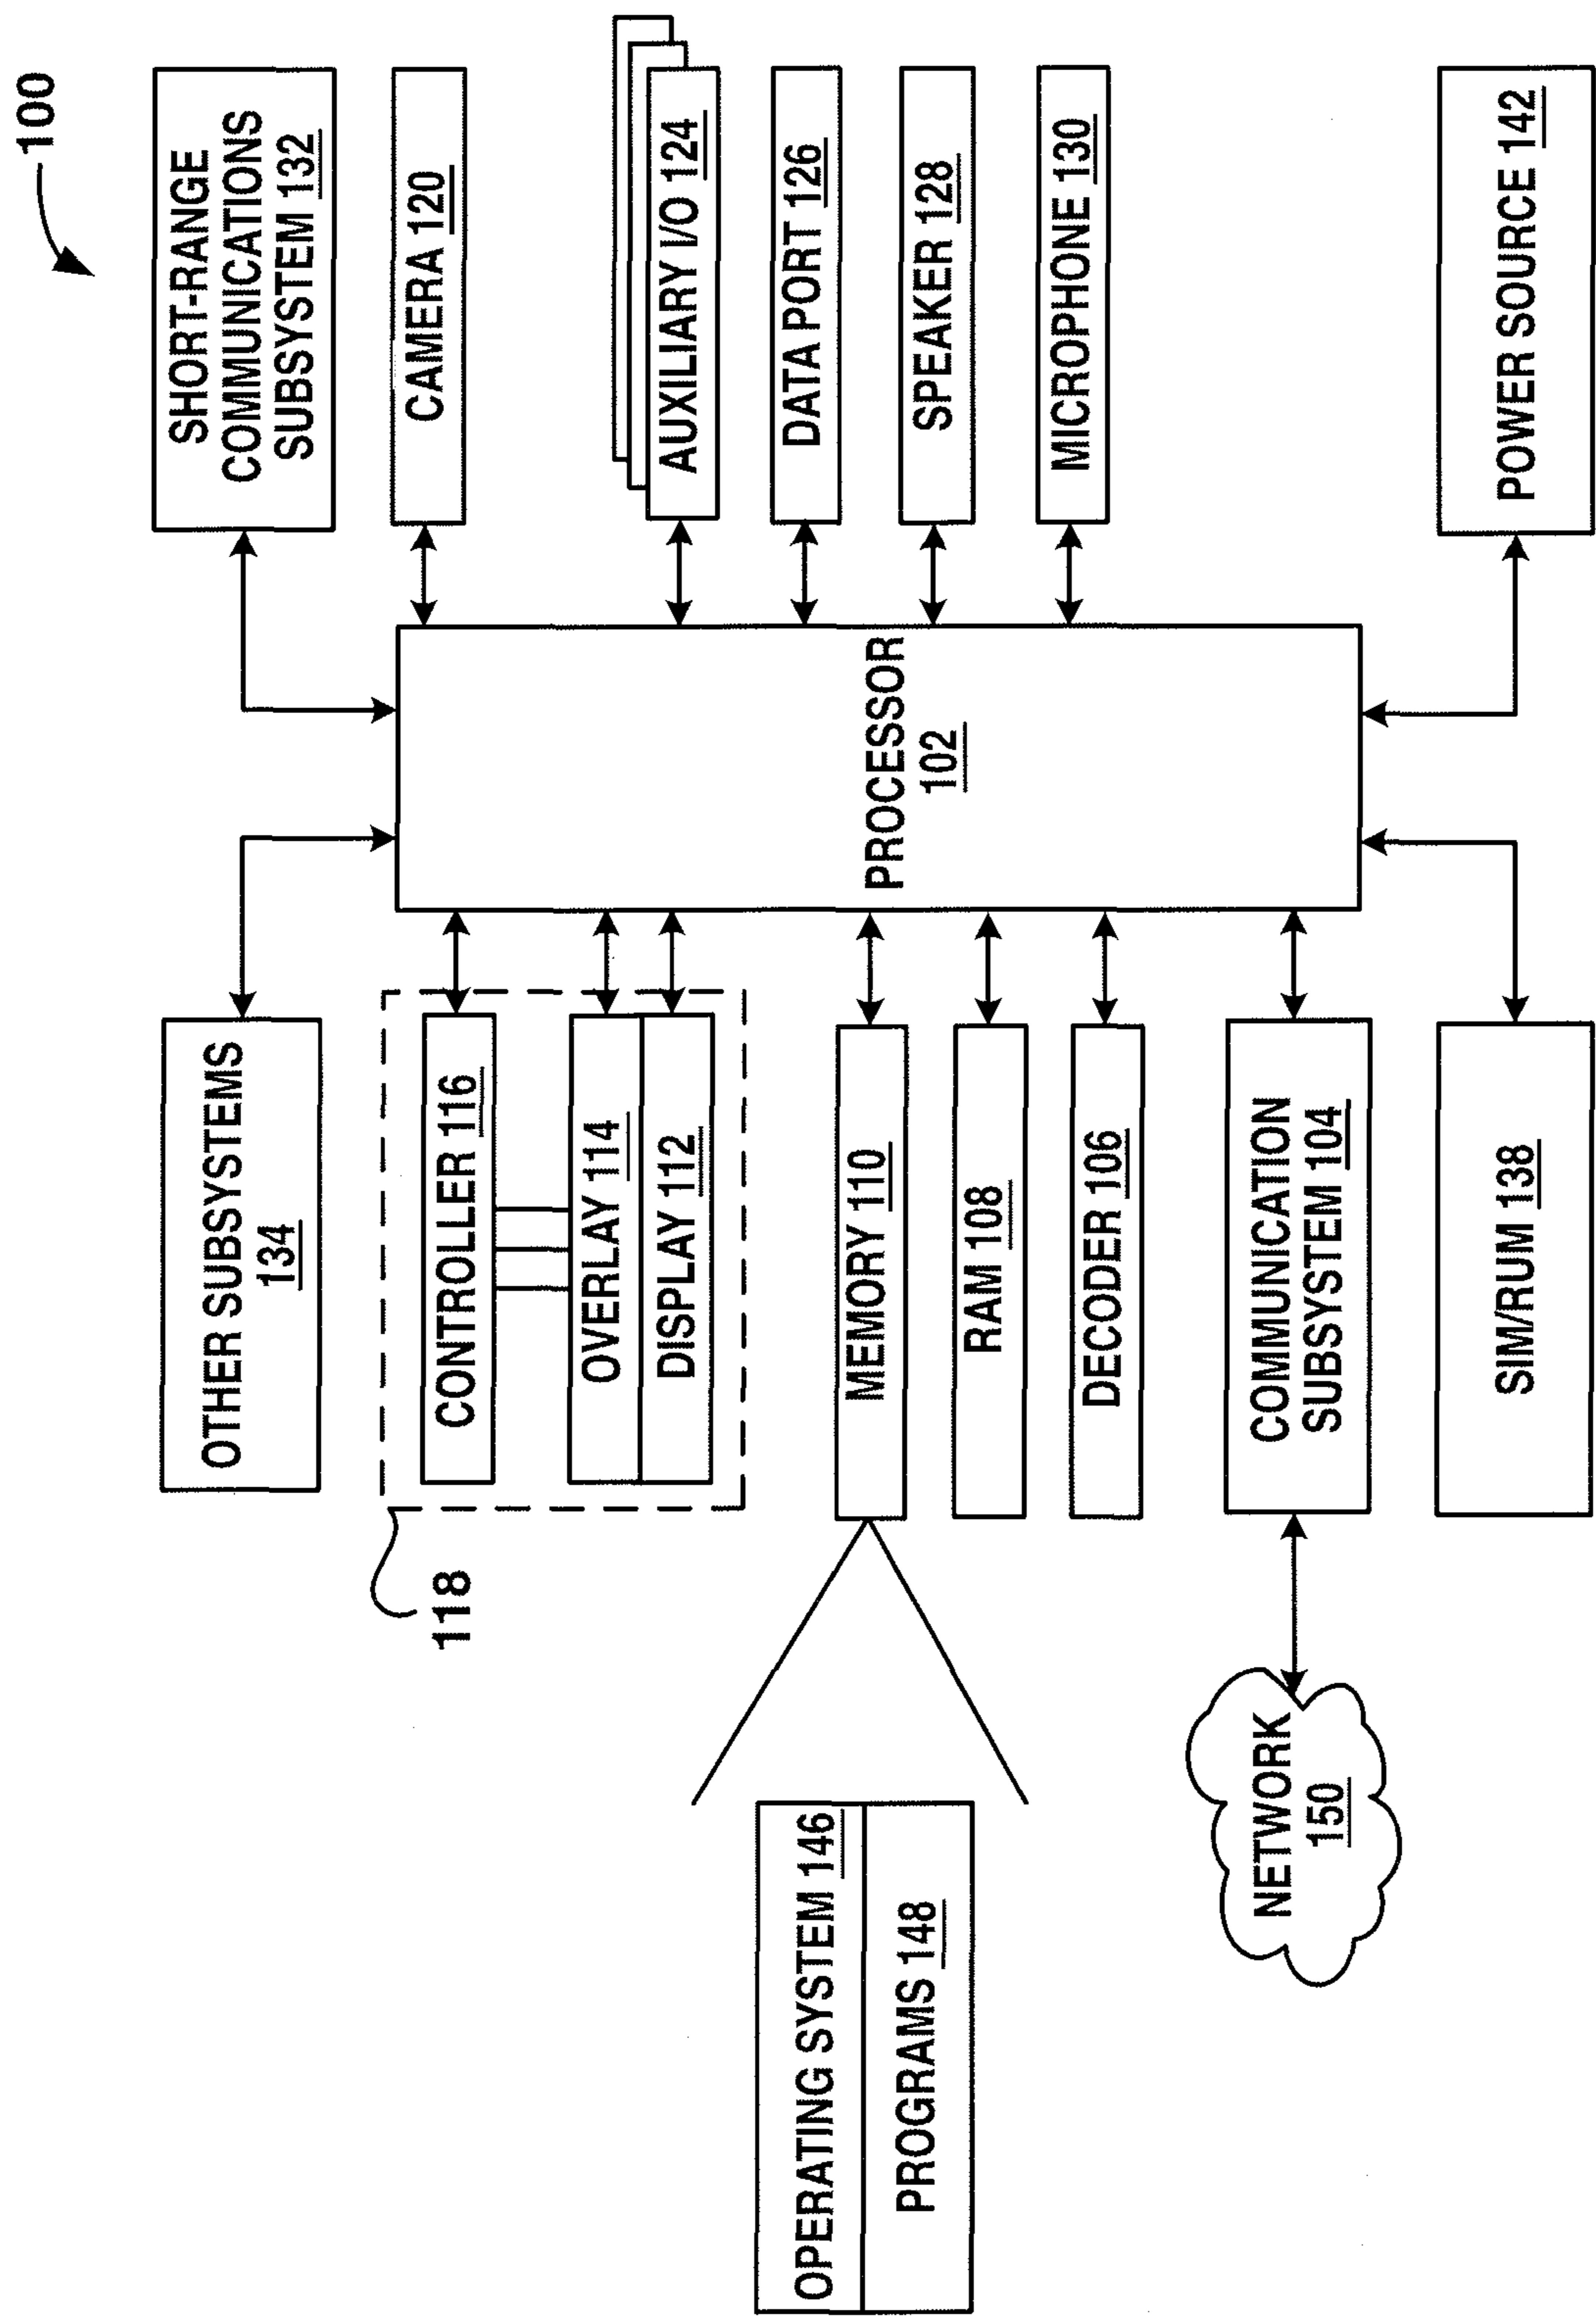 100
SHORT-RANGE
COMMUNICATIONS
SUBSYSTEM 132
CAMERA 120
AUXILIARY I/O 124
DATA PORT 126
SPEAKER 128
MICROPHONE 130
POWER SOURCE 142
PROCESSOR
102
OTHER SUBSYSTEMS
134
CONTROLLER 116
OVERLAY 114
DISPLAY 112
118
MEMORY 110
RAM 108
DECODER 106
COMMUNICATION
SUBSYSTEM 104
SIM/RUM 138
OPERATING SYSTEM 146
PROGRAMS 148
NETWORK
150